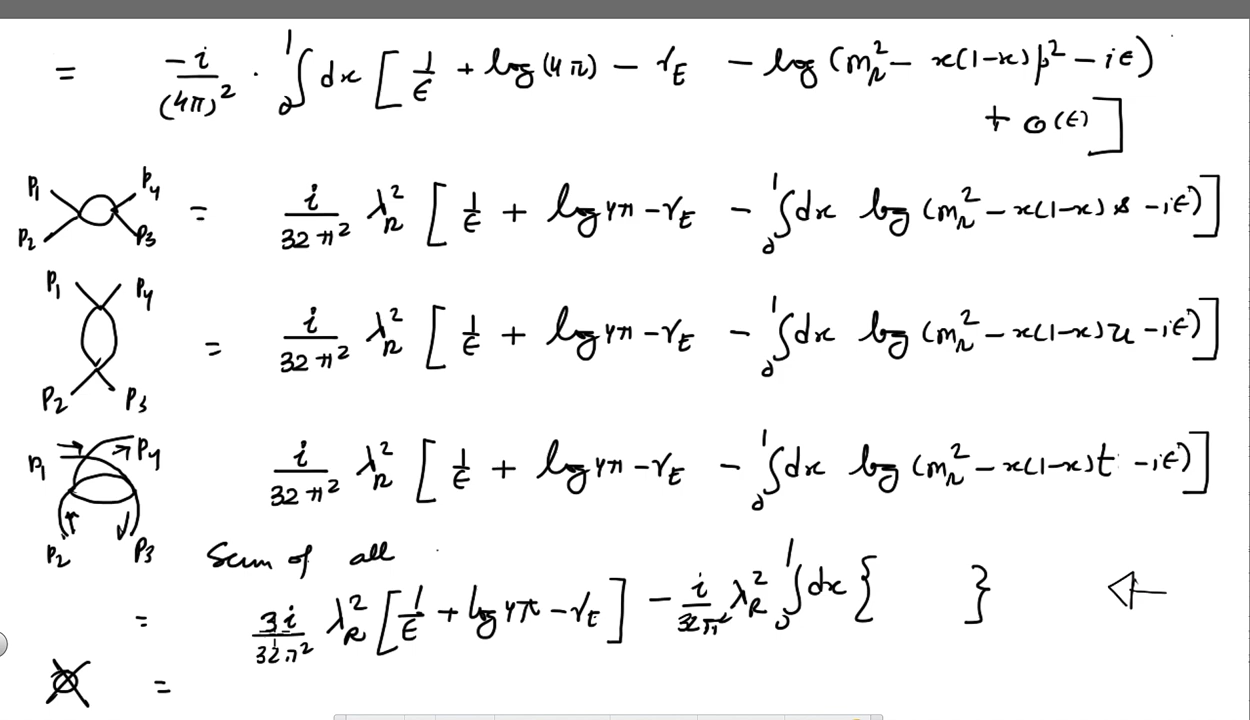 = -i/(4π)² · ∫₀¹ dx [ 1/ε + log(4π) − γ_E − log(m_R² − x(1−x)p² − iε)
+ O(ε) ]
P₁ P₂ P₄ P₃ = i/32π² λ_R² [ 1/ε + log 4π − γ_E − ∫₀¹ dx log(m_R² − x(1−x)s − iε) ]
P₁ P₄ P₂ P₃ = i/32π² λ_R² [ 1/ε + log 4π − γ_E − ∫₀¹ dx log(m_R² − x(1−x)u − iε) ]
P₁ P₄ P₂ P₃ i/32π² λ_R² [ 1/ε + log 4π − γ_E − ∫₀¹ dx log(m_R² − x(1−x)t − iε) ]
Sum of all
= 3i/32π² λ_R² [ 1/ε + log 4π − γ_E ] − i/32π² λ_R² ∫₀¹ dx { }
=